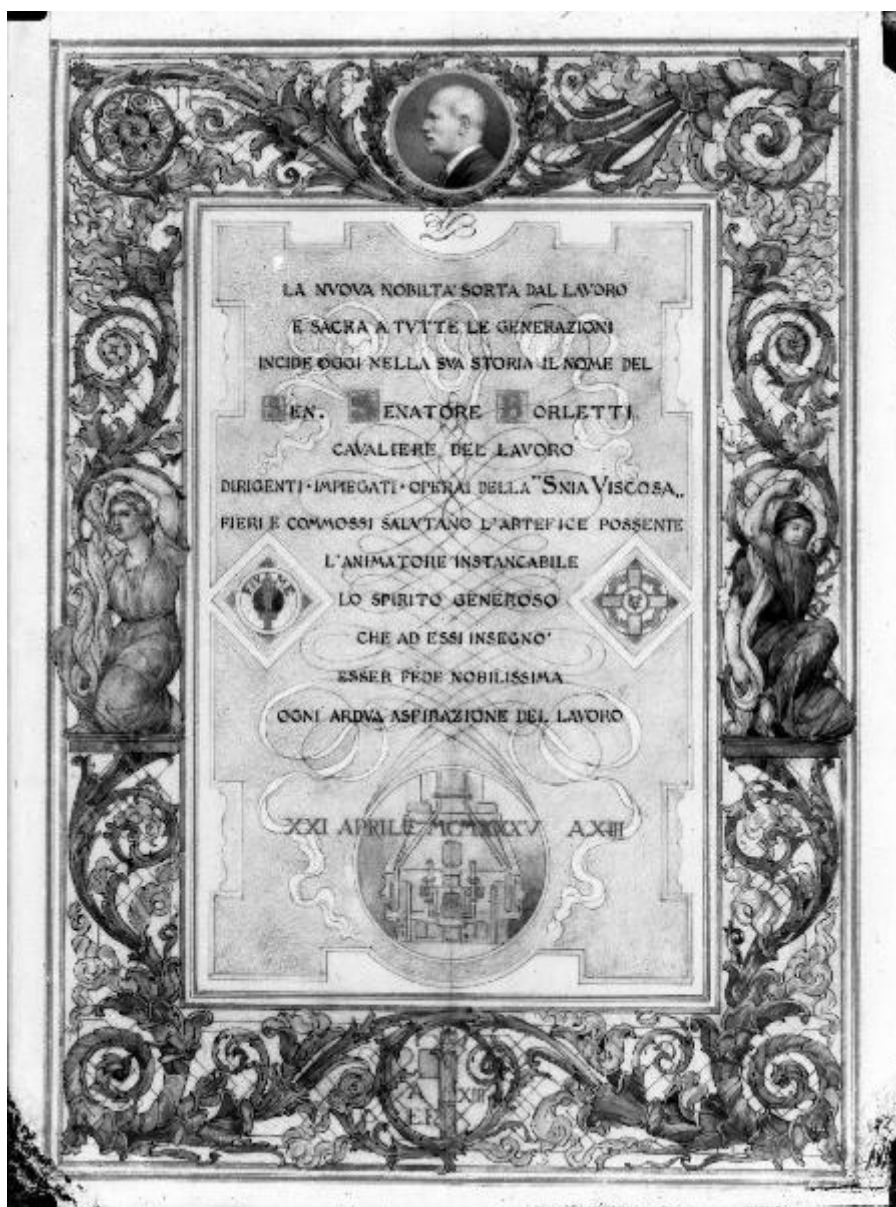 LA NVOVA NOBILTA' SORTA DAL LAVORO
E SACRA A TVTTE LE GENERAZIONI
INCIDE OGGI NELLA SVA STORIA IL NOME DEL
SEN. SENATORE BORLETTI
CAVALIERE DEL LAVORO
DIRIGENTI · IMPIEGATI · OPERAI DELLA "SNIA VISCOSA„
FIERI E COMMOSSI SALVTANO L'ARTEFICE POSSENTE
L'ANIMATORE INSTANCABILE
FIVME
LO SPIRITO GENEROSO
CHE AD ESSI INSEGNO'
ESSER FEDE NOBILISSIMA
OGNI ARDVA ASPIRAZIONE DEL LAVORO
XXI APRILE MCMXXXV A.XIII
A XIII